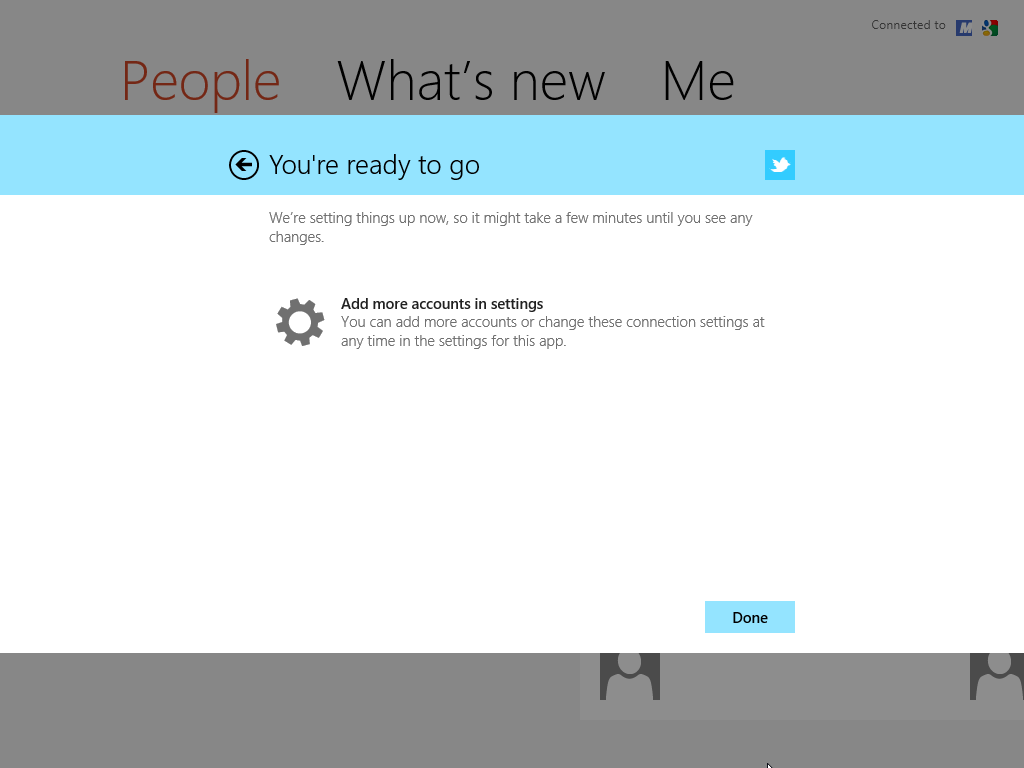 Connected to
People What's new Me
You're ready to go
We're setting things up now, so it might take a few minutes until you see any
changes.
Add more accounts in settings
You can add more accounts or change these connection settings at
any time in the settings for this app.
Done